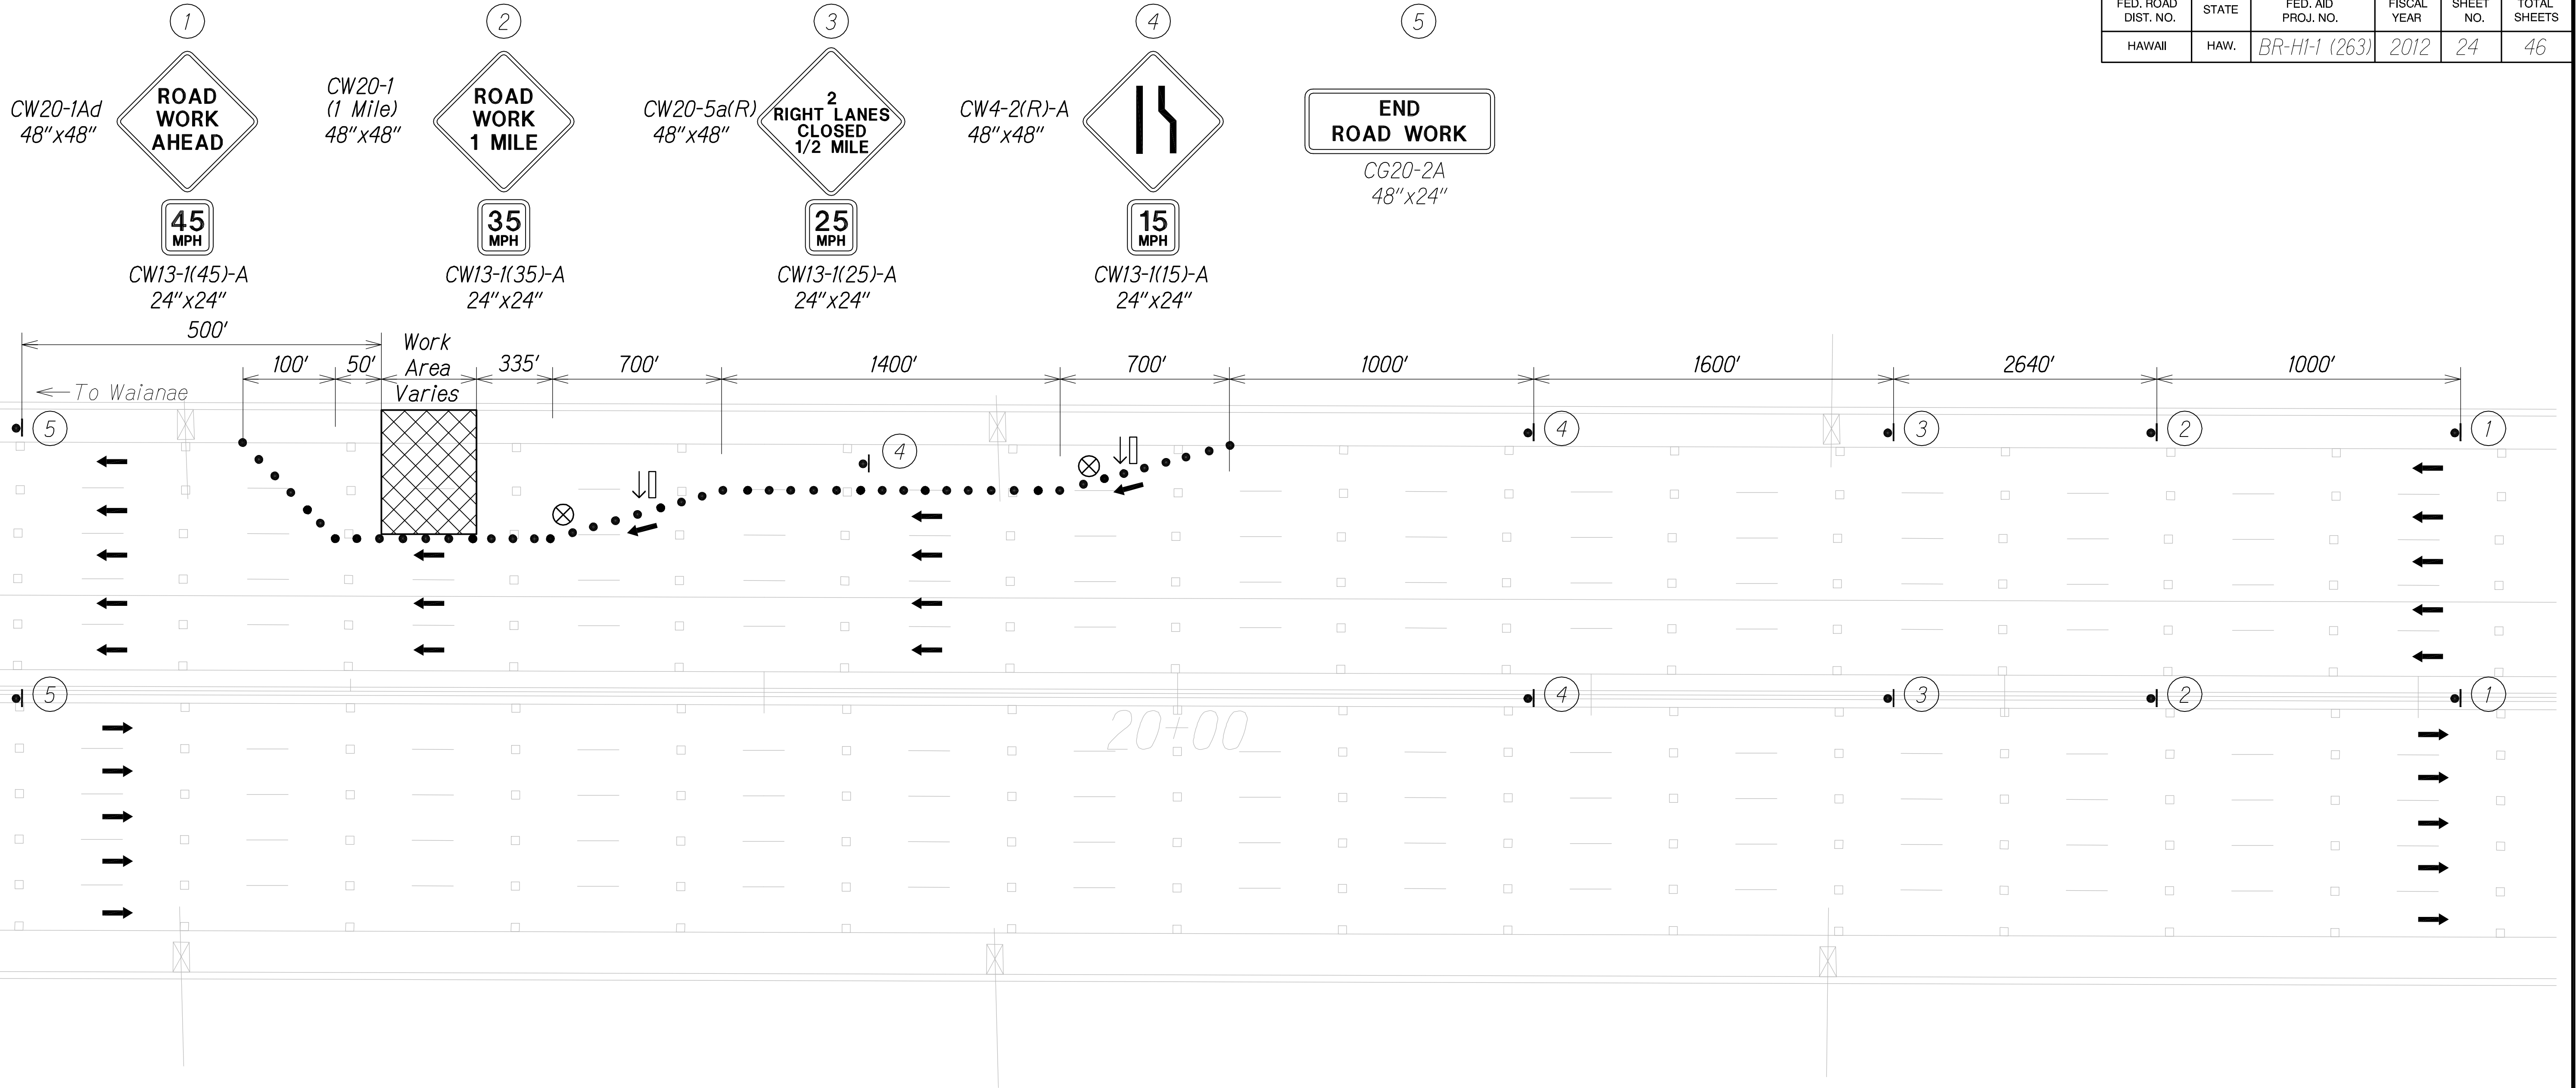 1
2
3
4
5
FED. ROAD DIST. NO.
STATE
FED. AID PROJ. NO.
FISCAL YEAR
SHEET NO.
TOTAL SHEETS
HAWAII
HAW.
BR-H1-1 (263)
2012
24
46
CW20-1Ad
48"x48"
ROAD
WORK
AHEAD
45
MPH
CW13-1(45)-A
24"x24"
CW20-1
(1 Mile)
48"x48"
ROAD
WORK
1 MILE
35
MPH
CW13-1(35)-A
24"x24"
CW20-5a(R)
48"x48"
2
RIGHT LANES
CLOSED
1/2 MILE
25
MPH
CW13-1(25)-A
24"x24"
CW4-2(R)-A
48"x48"
15
MPH
CW13-1(15)-A
24"x24"
END
ROAD WORK
CG20-2A
48"x24"
500'
100'
50'
Work
Area
Varies
335'
700'
1400'
700'
1000'
1600'
2640'
1000'
To Waianae
5
4
4
3
2
1
5
4
3
2
1
20+00